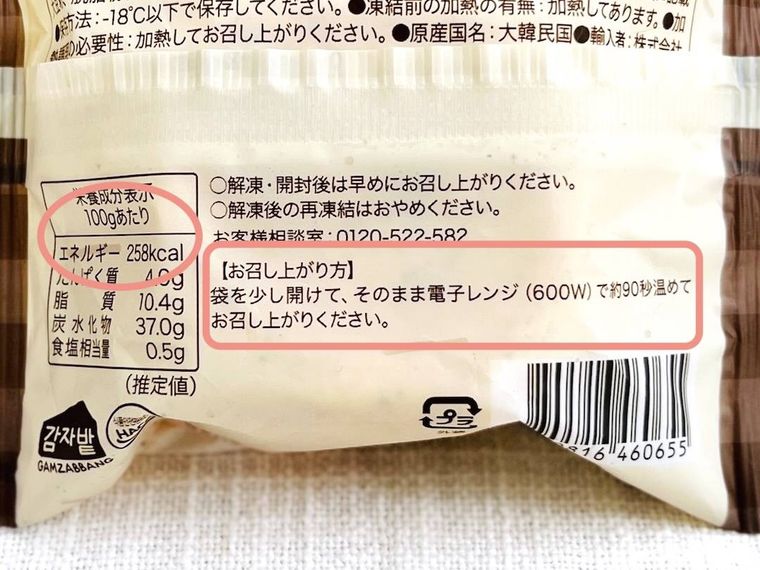 方法:-18℃以下で保存してください。●凍結前の加熱の有無:加熱してあります。●加
の必要性:加熱してお召し上がりください。●原産国名:大韓民国●輸入者:株式会社
栄養成分表示
100gあたり
エネルギー 258kcal
たんぱく質 4.0g
脂質 10.4g
炭水化物 37.0g
食塩相当量 0.5g
(推定値)
○解凍・開封後は早めにお召し上がりください。
○解凍後の再凍結はおやめください。
お客様相談室:0120-522-582
【お召し上がり方】
袋を少し開けて、そのまま電子レンジ(600W)で約90秒温めて
お召し上がりください。
감자밭
GAMZABBANG
プラ
外装
816 460655